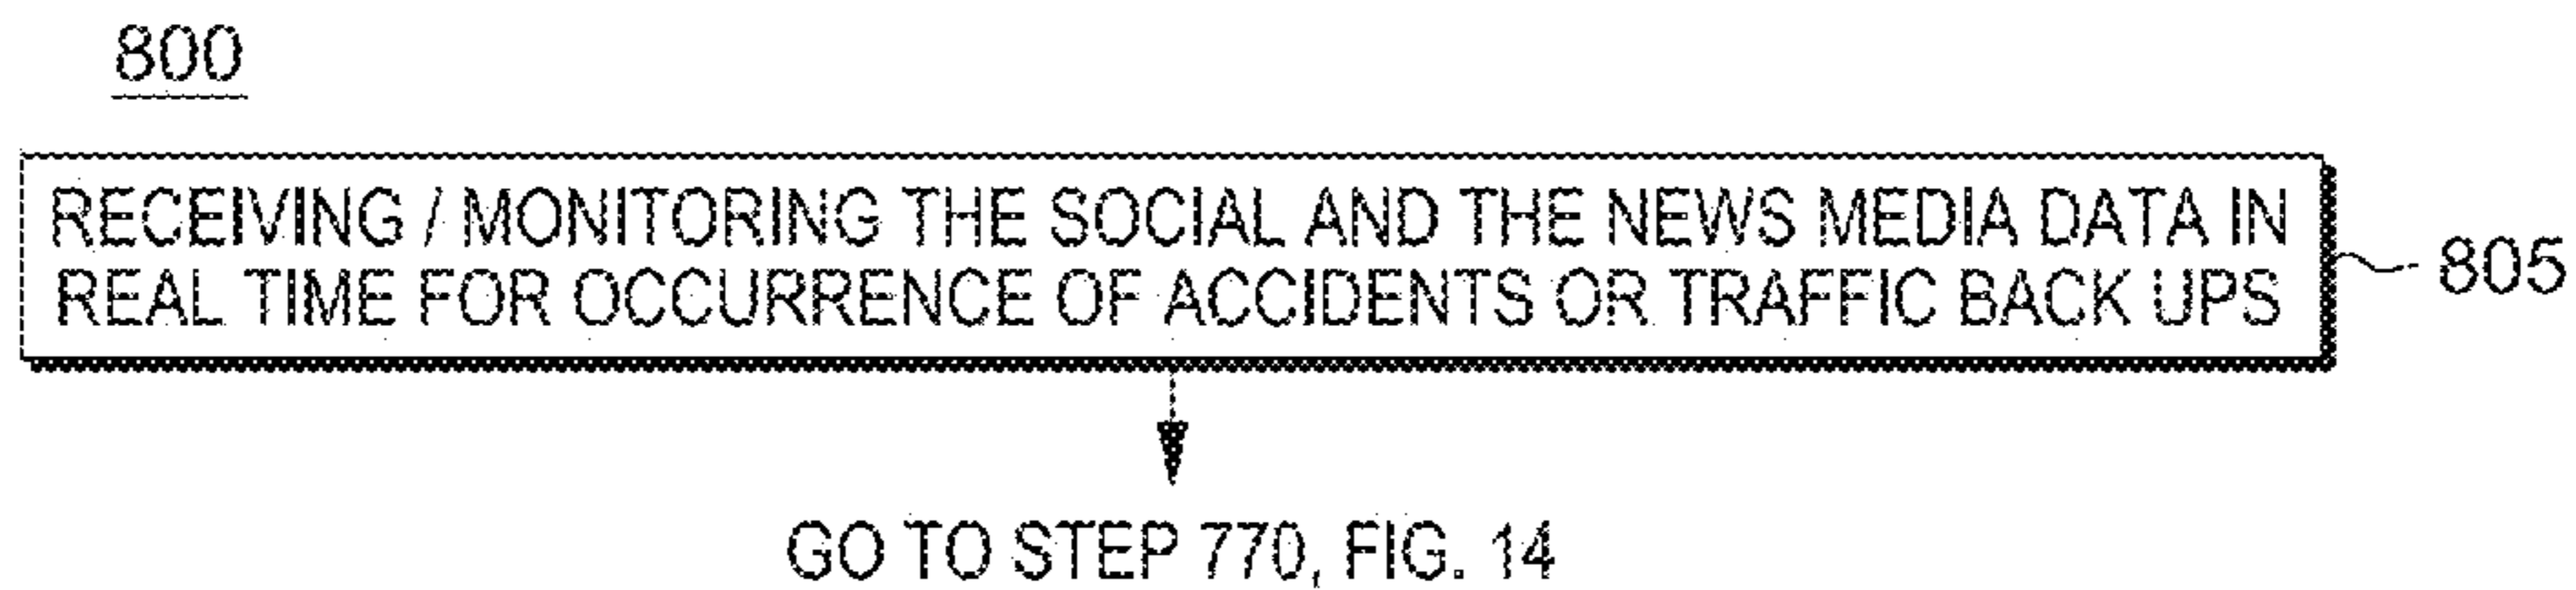 800
RECEIVING / MONITORING THE SOCIAL AND THE NEWS MEDIA DATA IN
REAL TIME FOR OCCURRENCE OF ACCIDENTS OR TRAFFIC BACK UPS
805
GO TO STEP 770, FIG. 14